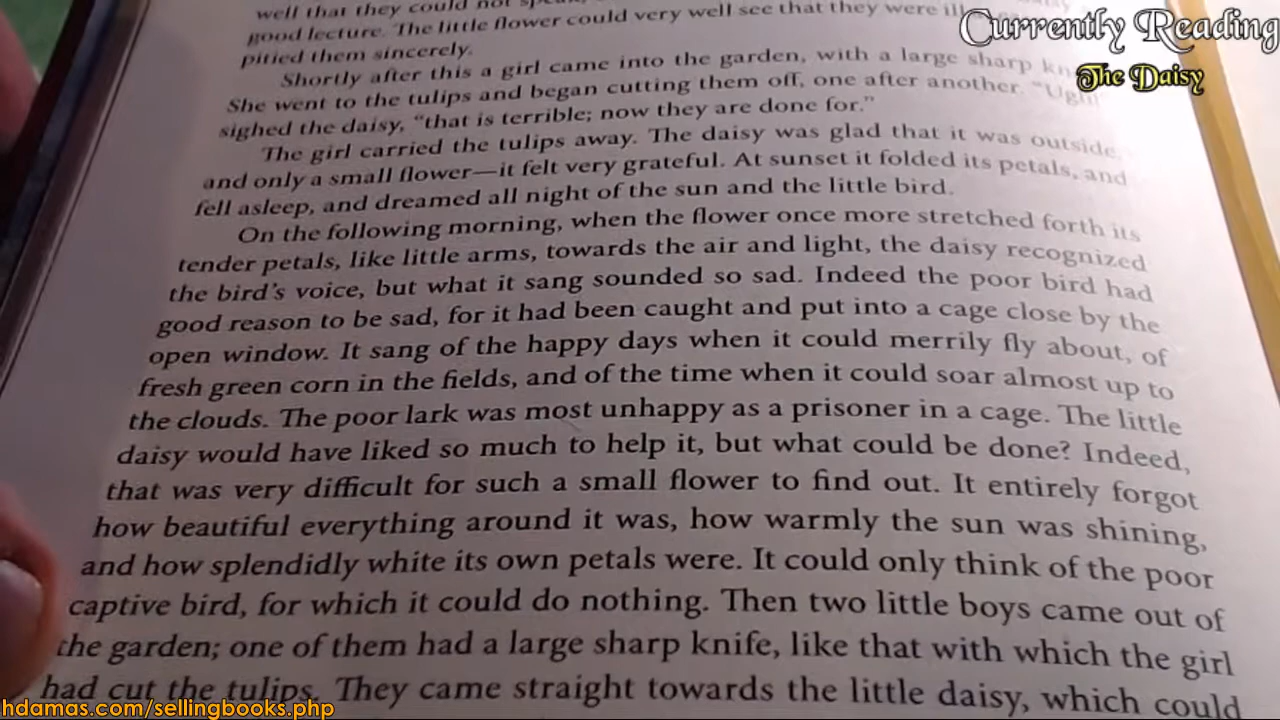 well that they could not
good lecture. The little flower could very well see that they were
pitied them sincerely.
Shortly after this a girl came into the garden, with a large sharp
She went to the tulips and began cutting them off, one after another. “Ugh!”
sighed the daisy, “that is terrible; now they are done for.”
The girl carried the tulips away. The daisy was glad that it was outside,
and only a small flower—it felt very grateful. At sunset it folded its petals, and
fell asleep, and dreamed all night of the sun and the little bird.
On the following morning, when the flower once more stretched forth its
tender petals, like little arms, towards the air and light, the daisy recognized
the bird’s voice, but what it sang sounded so sad. Indeed the poor bird had
good reason to be sad, for it had been caught and put into a cage close by the
open window. It sang of the happy days when it could merrily fly about, of
fresh green corn in the fields, and of the time when it could soar almost up to
the clouds. The poor lark was most unhappy as a prisoner in a cage. The little
daisy would have liked so much to help it, but what could be done? Indeed,
that was very difficult for such a small flower to find out. It entirely forgot
how beautiful everything around it was, how warmly the sun was shining,
and how splendidly white its own petals were. It could only think of the poor
captive bird, for which it could do nothing. Then two little boys came out of
the garden; one of them had a large sharp knife, like that with which the girl
had cut the tulips. They came straight towards the little daisy, which could
Currently Reading
The Daisy
hdamas.com/sellingbooks.php